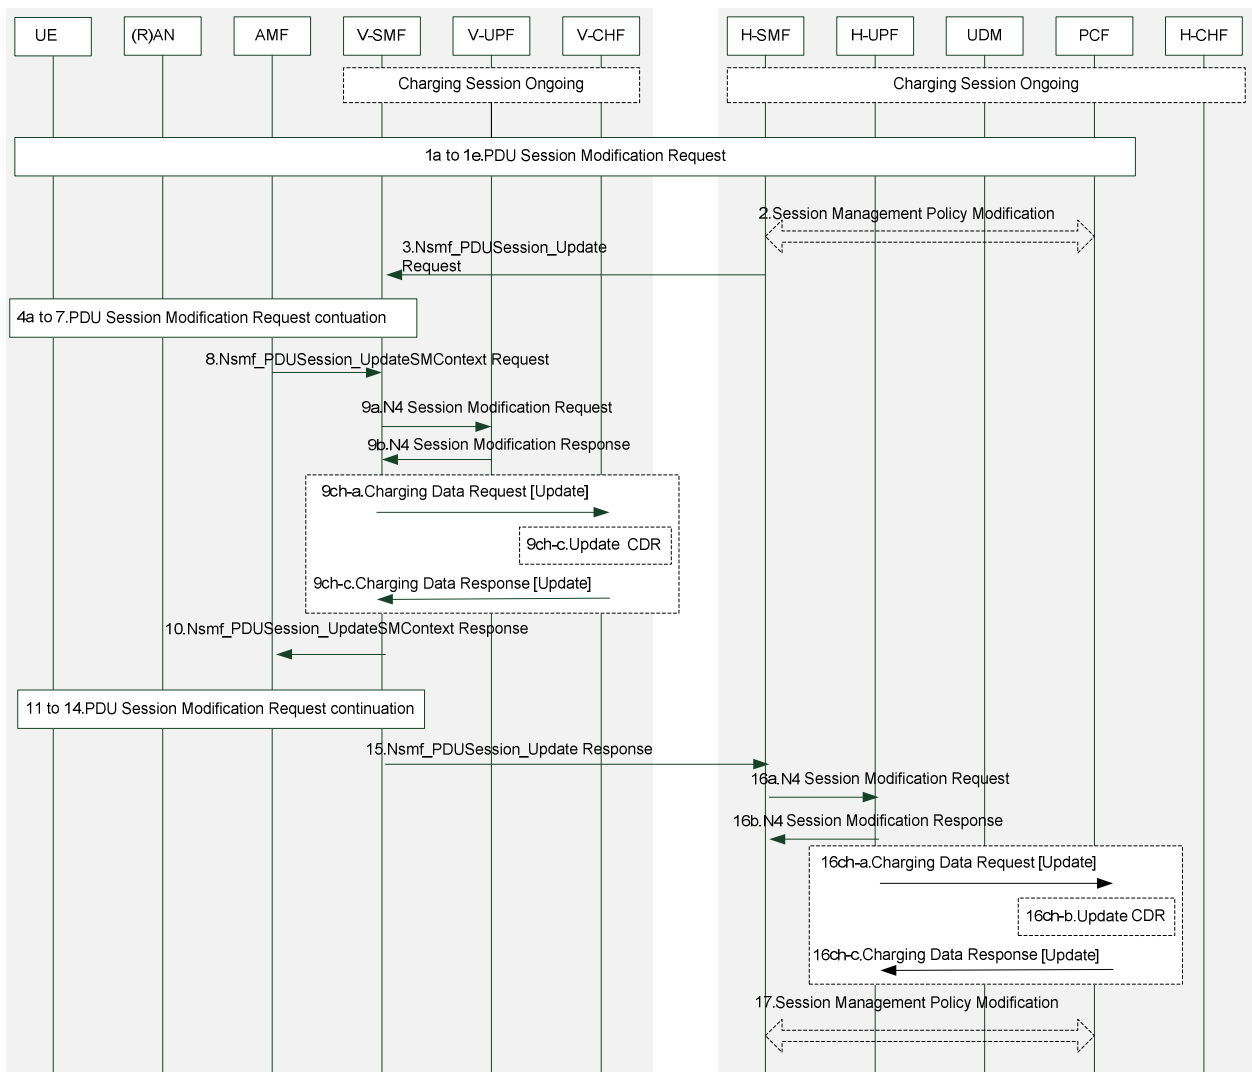 UE
(R)AN
AMF
V-SMF
V-UPF
V-CHF
H-SMF
H-UPF
UDM
PCF
H-CHF
Charging Session Ongoing
Charging Session Ongoing
1a to 1e.PDU Session Modification Request
2.Session Management Policy Modification
3.Nsmf_PDUSession_Update
Request
4a to 7.PDU Session Modification Request contuation
8.Nsmf_PDUSession_UpdateSMContext Request
9a.N4 Session Modification Request
9b.N4 Session Modification Response
9ch-a.Charging Data Request [Update]
9ch-c.Update CDR
9ch-c.Charging Data Response [Update]
10.Nsmf_PDUSession_UpdateSMContext Response
11 to 14.PDU Session Modification Request continuation
15.Nsmf_PDUSession_Update Response
16a.N4 Session Modification Request
16b.N4 Session Modification Response
16ch-a.Charging Data Request [Update]
16ch-b.Update CDR
16ch-c.Charging Data Response [Update]
17.Session Management Policy Modification